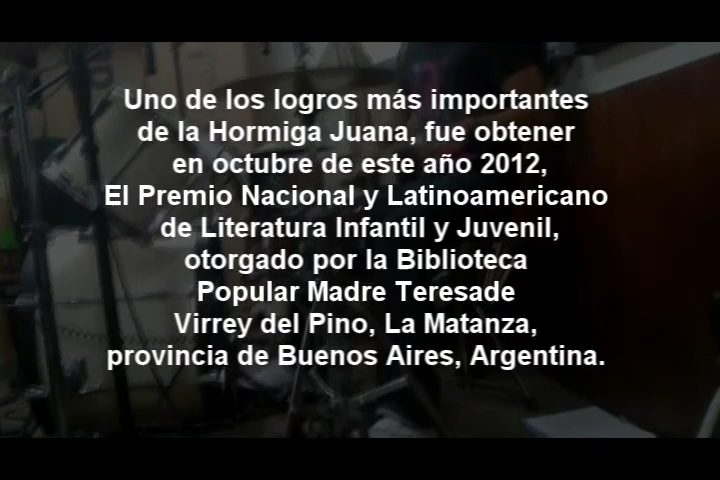 Uno de los logros más importantes
de la Hormiga Juana, fue obtener
en octubre de este año 2012,
El Premio Nacional y Latinoamericano
de Literatura Infantil y Juvenil,
otorgado por la Biblioteca
Popular Madre Teresade
Virrey del Pino, La Matanza,
provincia de Buenos Aires, Argentina.